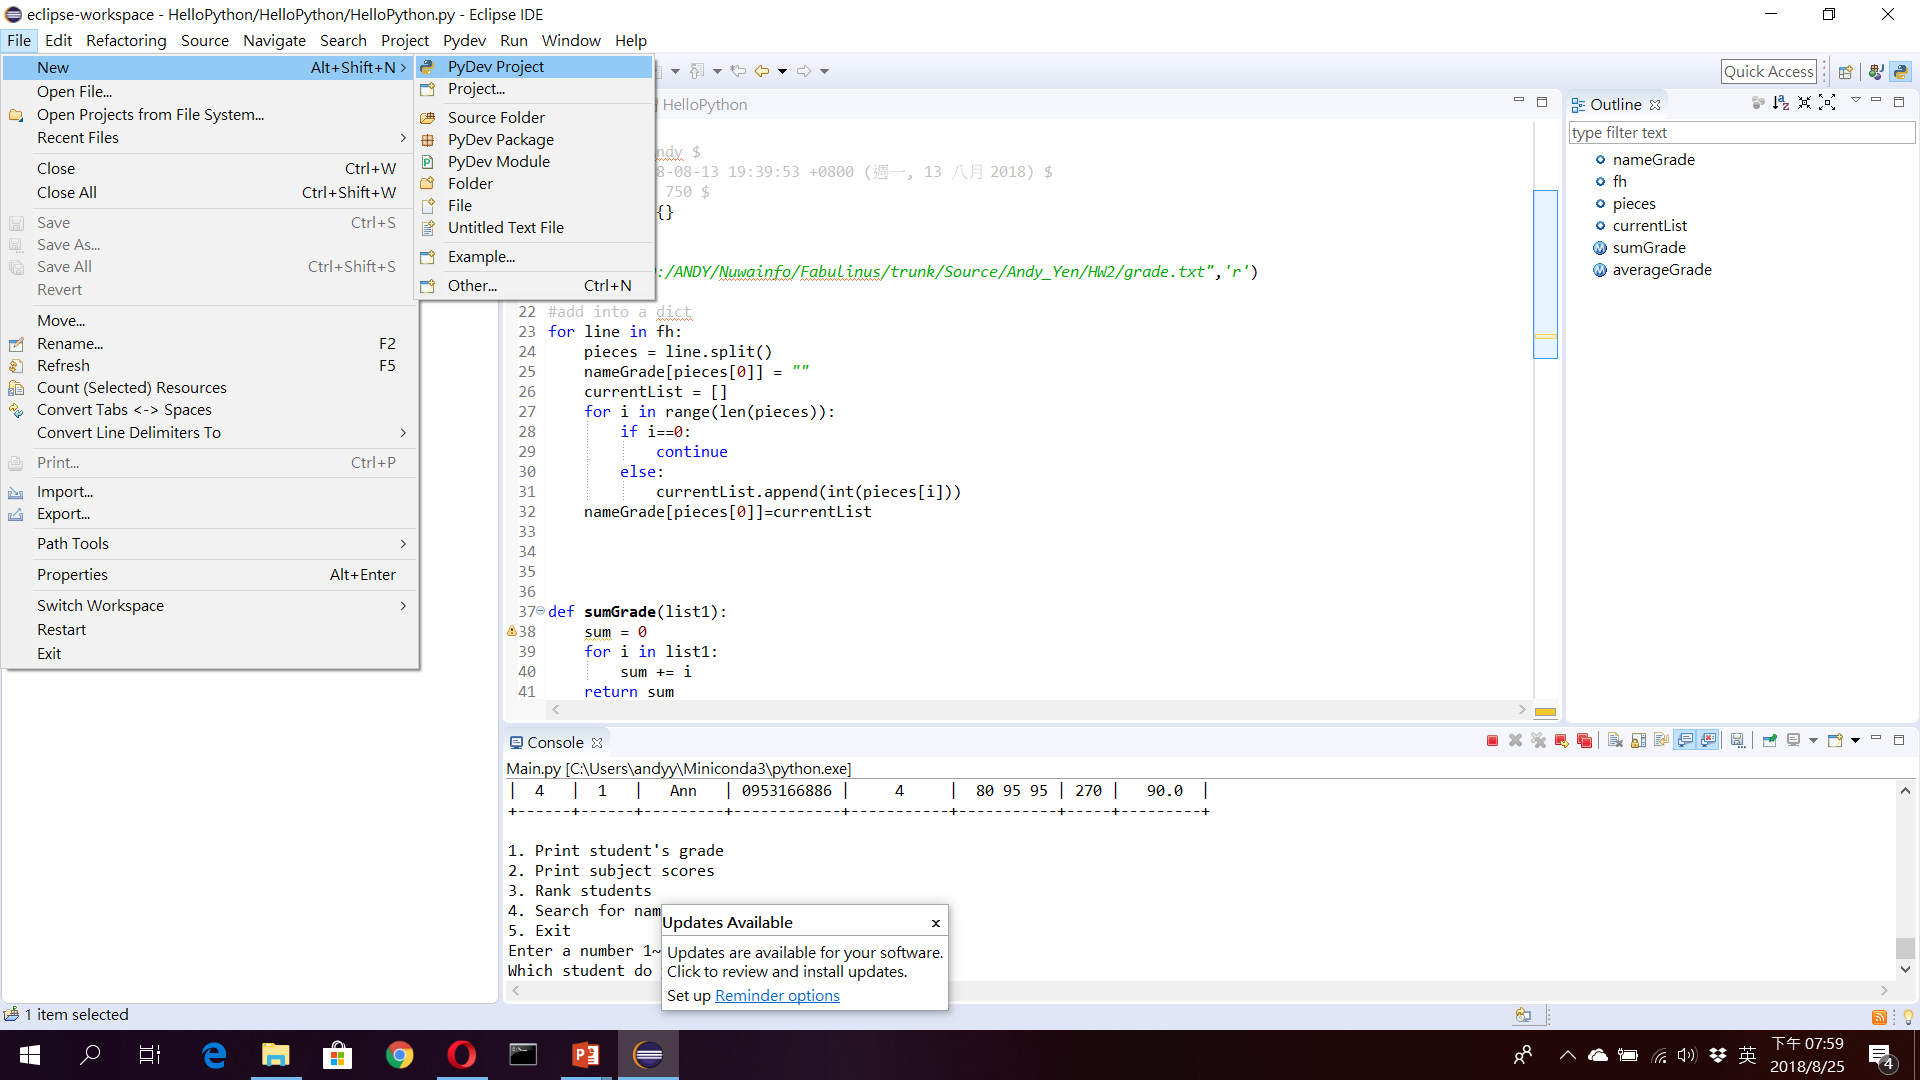 eclipse-workspace - HelloPython/HelloPython/HelloPython.py - Eclipse IDE
File Edit Refactoring Source Navigate Search Project Pydev Run Window Help
New Alt+Shift+N
Open File...
Open Projects from File System...
Recent Files
Close Ctrl+W
Close All Ctrl+Shift+W
Save Ctrl+S
Save As...
Save All Ctrl+Shift+S
Revert
Move...
Rename... F2
Refresh F5
Count (Selected) Resources
Convert Tabs <-> Spaces
Convert Line Delimiters To
Print... Ctrl+P
Import...
Export...
Path Tools
Properties Alt+Enter
Switch Workspace
Restart
Exit
PyDev Project
Project...
Source Folder
PyDev Package
PyDev Module
Folder
File
Untitled Text File
Example...
Other... Ctrl+N
Quick Access
HelloPython
ndy $
8-08-13 19:39:53 +0800 (週一, 13 八月 2018) $
750 $
{}
:/ANDY/Nuwainfo/Fabulinus/trunk/Source/Andy_Yen/HW2/grade.txt",'r')
22 #add into a dict
23 for line in fh:
24 pieces = line.split()
25 nameGrade[pieces[0]] = ""
26 currentList = []
27 for i in range(len(pieces)):
28 if i==0:
29 continue
30 else:
31 currentList.append(int(pieces[i]))
32 nameGrade[pieces[0]]=currentList
33
34
35
36
37 def sumGrade(list1):
38 sum = 0
39 for i in list1:
40 sum += i
41 return sum
Outline
type filter text
nameGrade
fh
pieces
currentList
sumGrade
averageGrade
Console
Main.py [C:\Users\andyy\Miniconda3\python.exe]
| 4 | 1 | Ann | 0953166886 | 4 | 80 95 95 | 270 | 90.0 |
+------+------+---------+------------+-----------+-----------+-----+---------+
1. Print student's grade
2. Print subject scores
3. Rank students
4. Search for nam
5. Exit
Enter a number 1~
Which student do
Updates Available x
Updates are available for your software.
Click to review and install updates.
Set up Reminder options
1 item selected
英
下午 07:59
2018/8/25
4